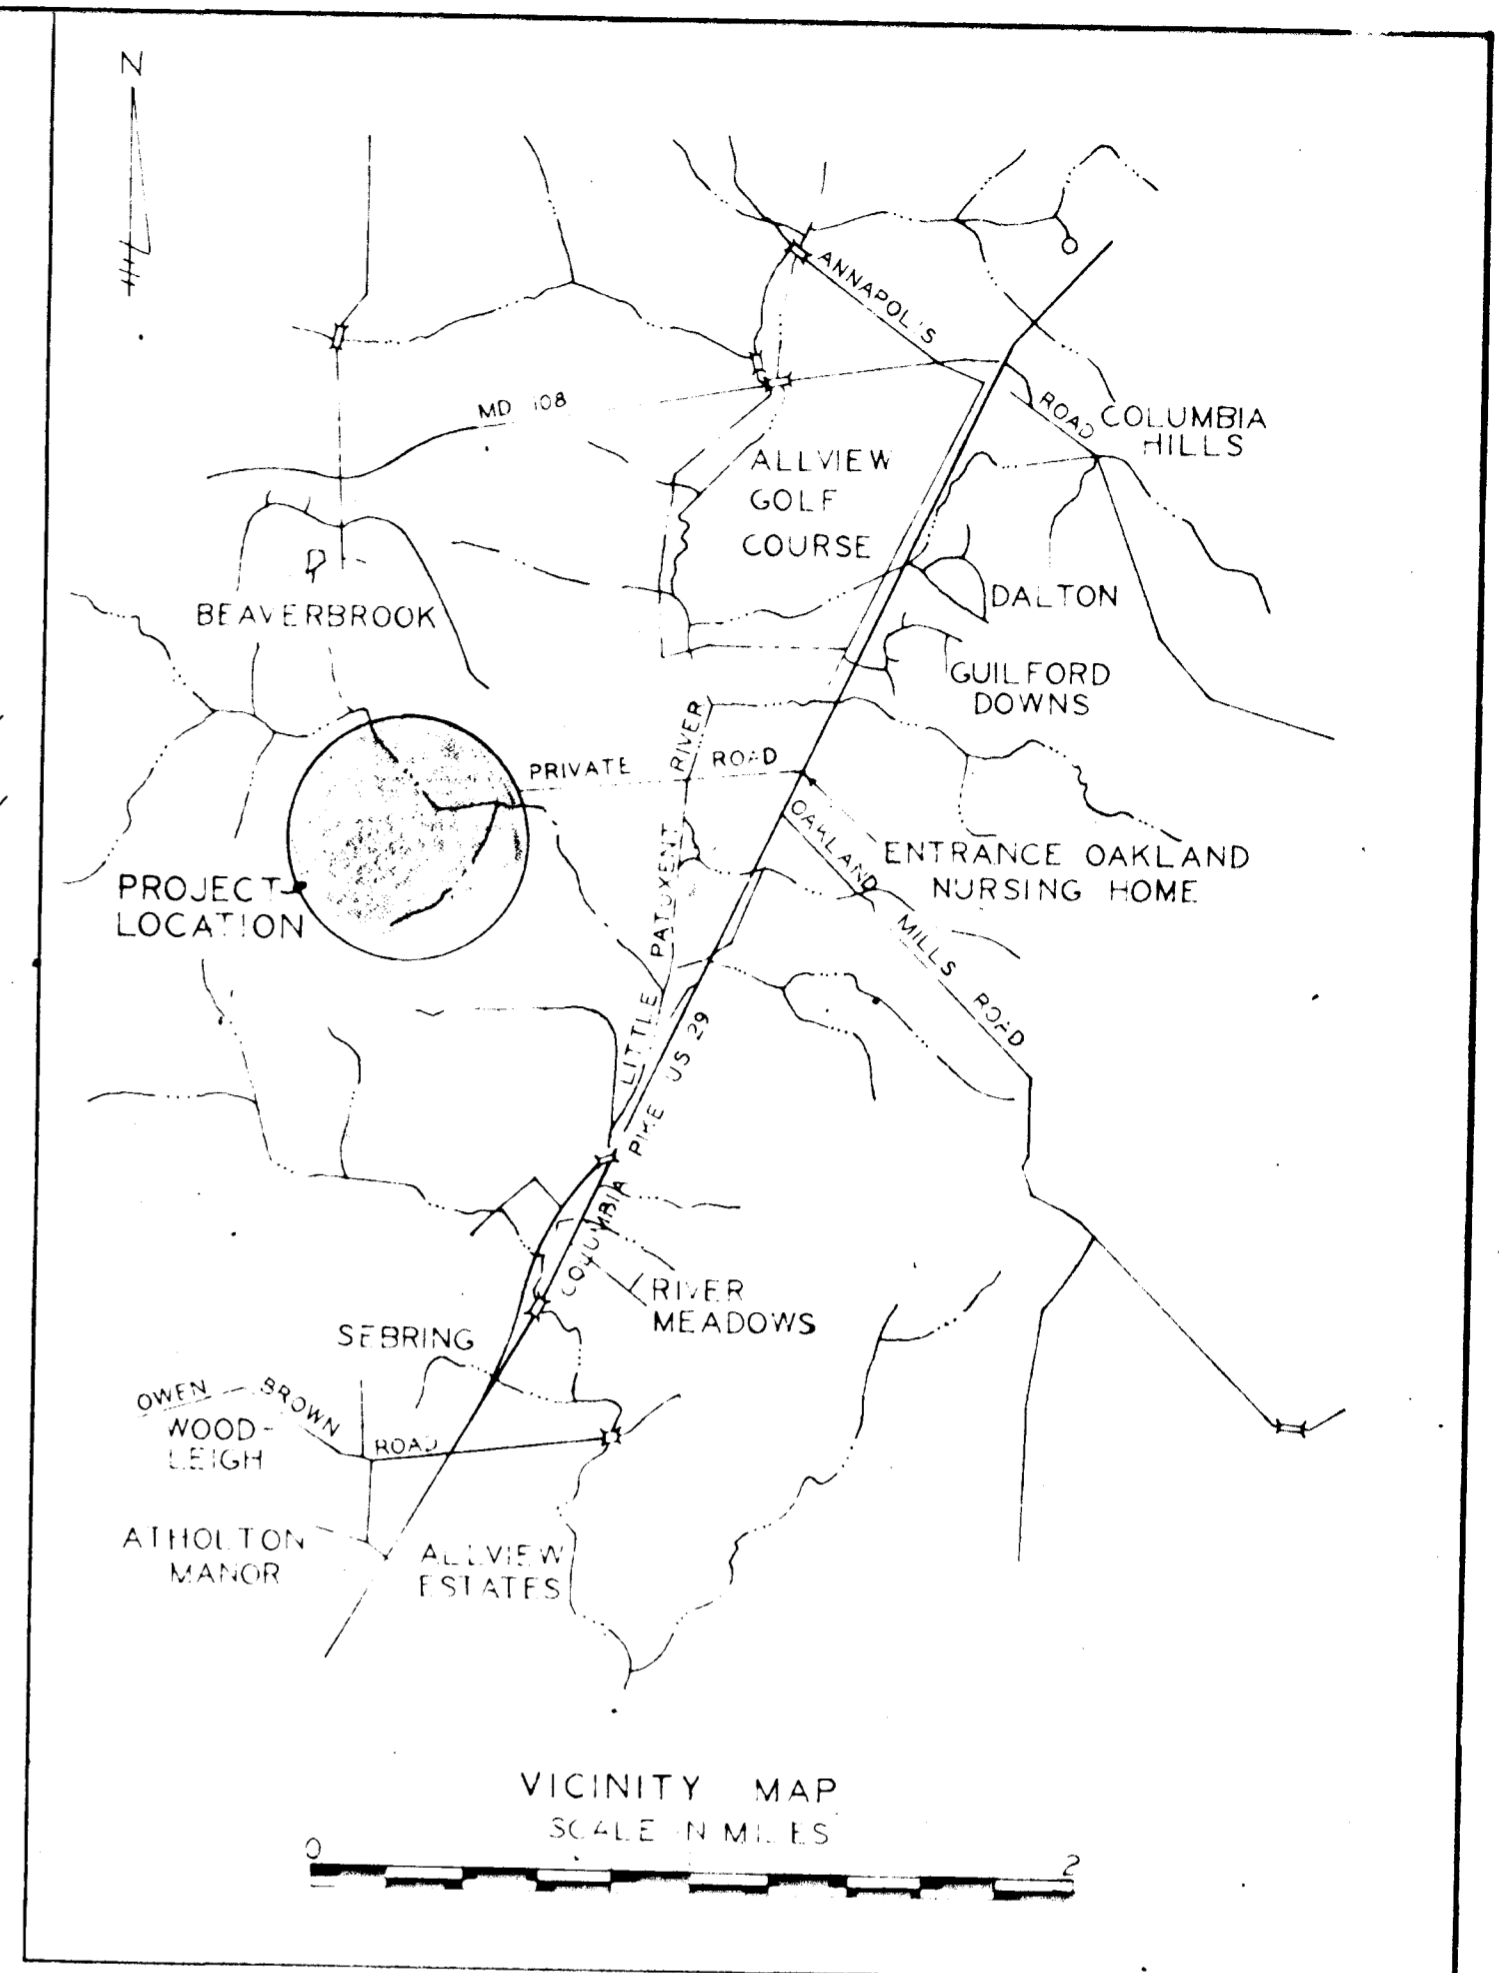 N
ANNAPOLIS
ROAD
MD 108
COLUMBIA
HILLS
ALLVIEW
GOLF
COURSE
DALTON
BEAVERBROOK
GUILFORD
DOWNS
PRIVATE ROAD
LITTLE PATUXENT RIVER
OAKLAND MILLS ROAD
ENTRANCE OAKLAND
NURSING HOME
PROJECT
LOCATION
COLUMBIA PIKE US 29
RIVER
MEADOWS
SEBRING
OWEN BROWN ROAD
WOOD-
LEIGH
ATHOLTON
MANOR
ALLVIEW
ESTATES
VICINITY MAP
SCALE IN MILES
0 2